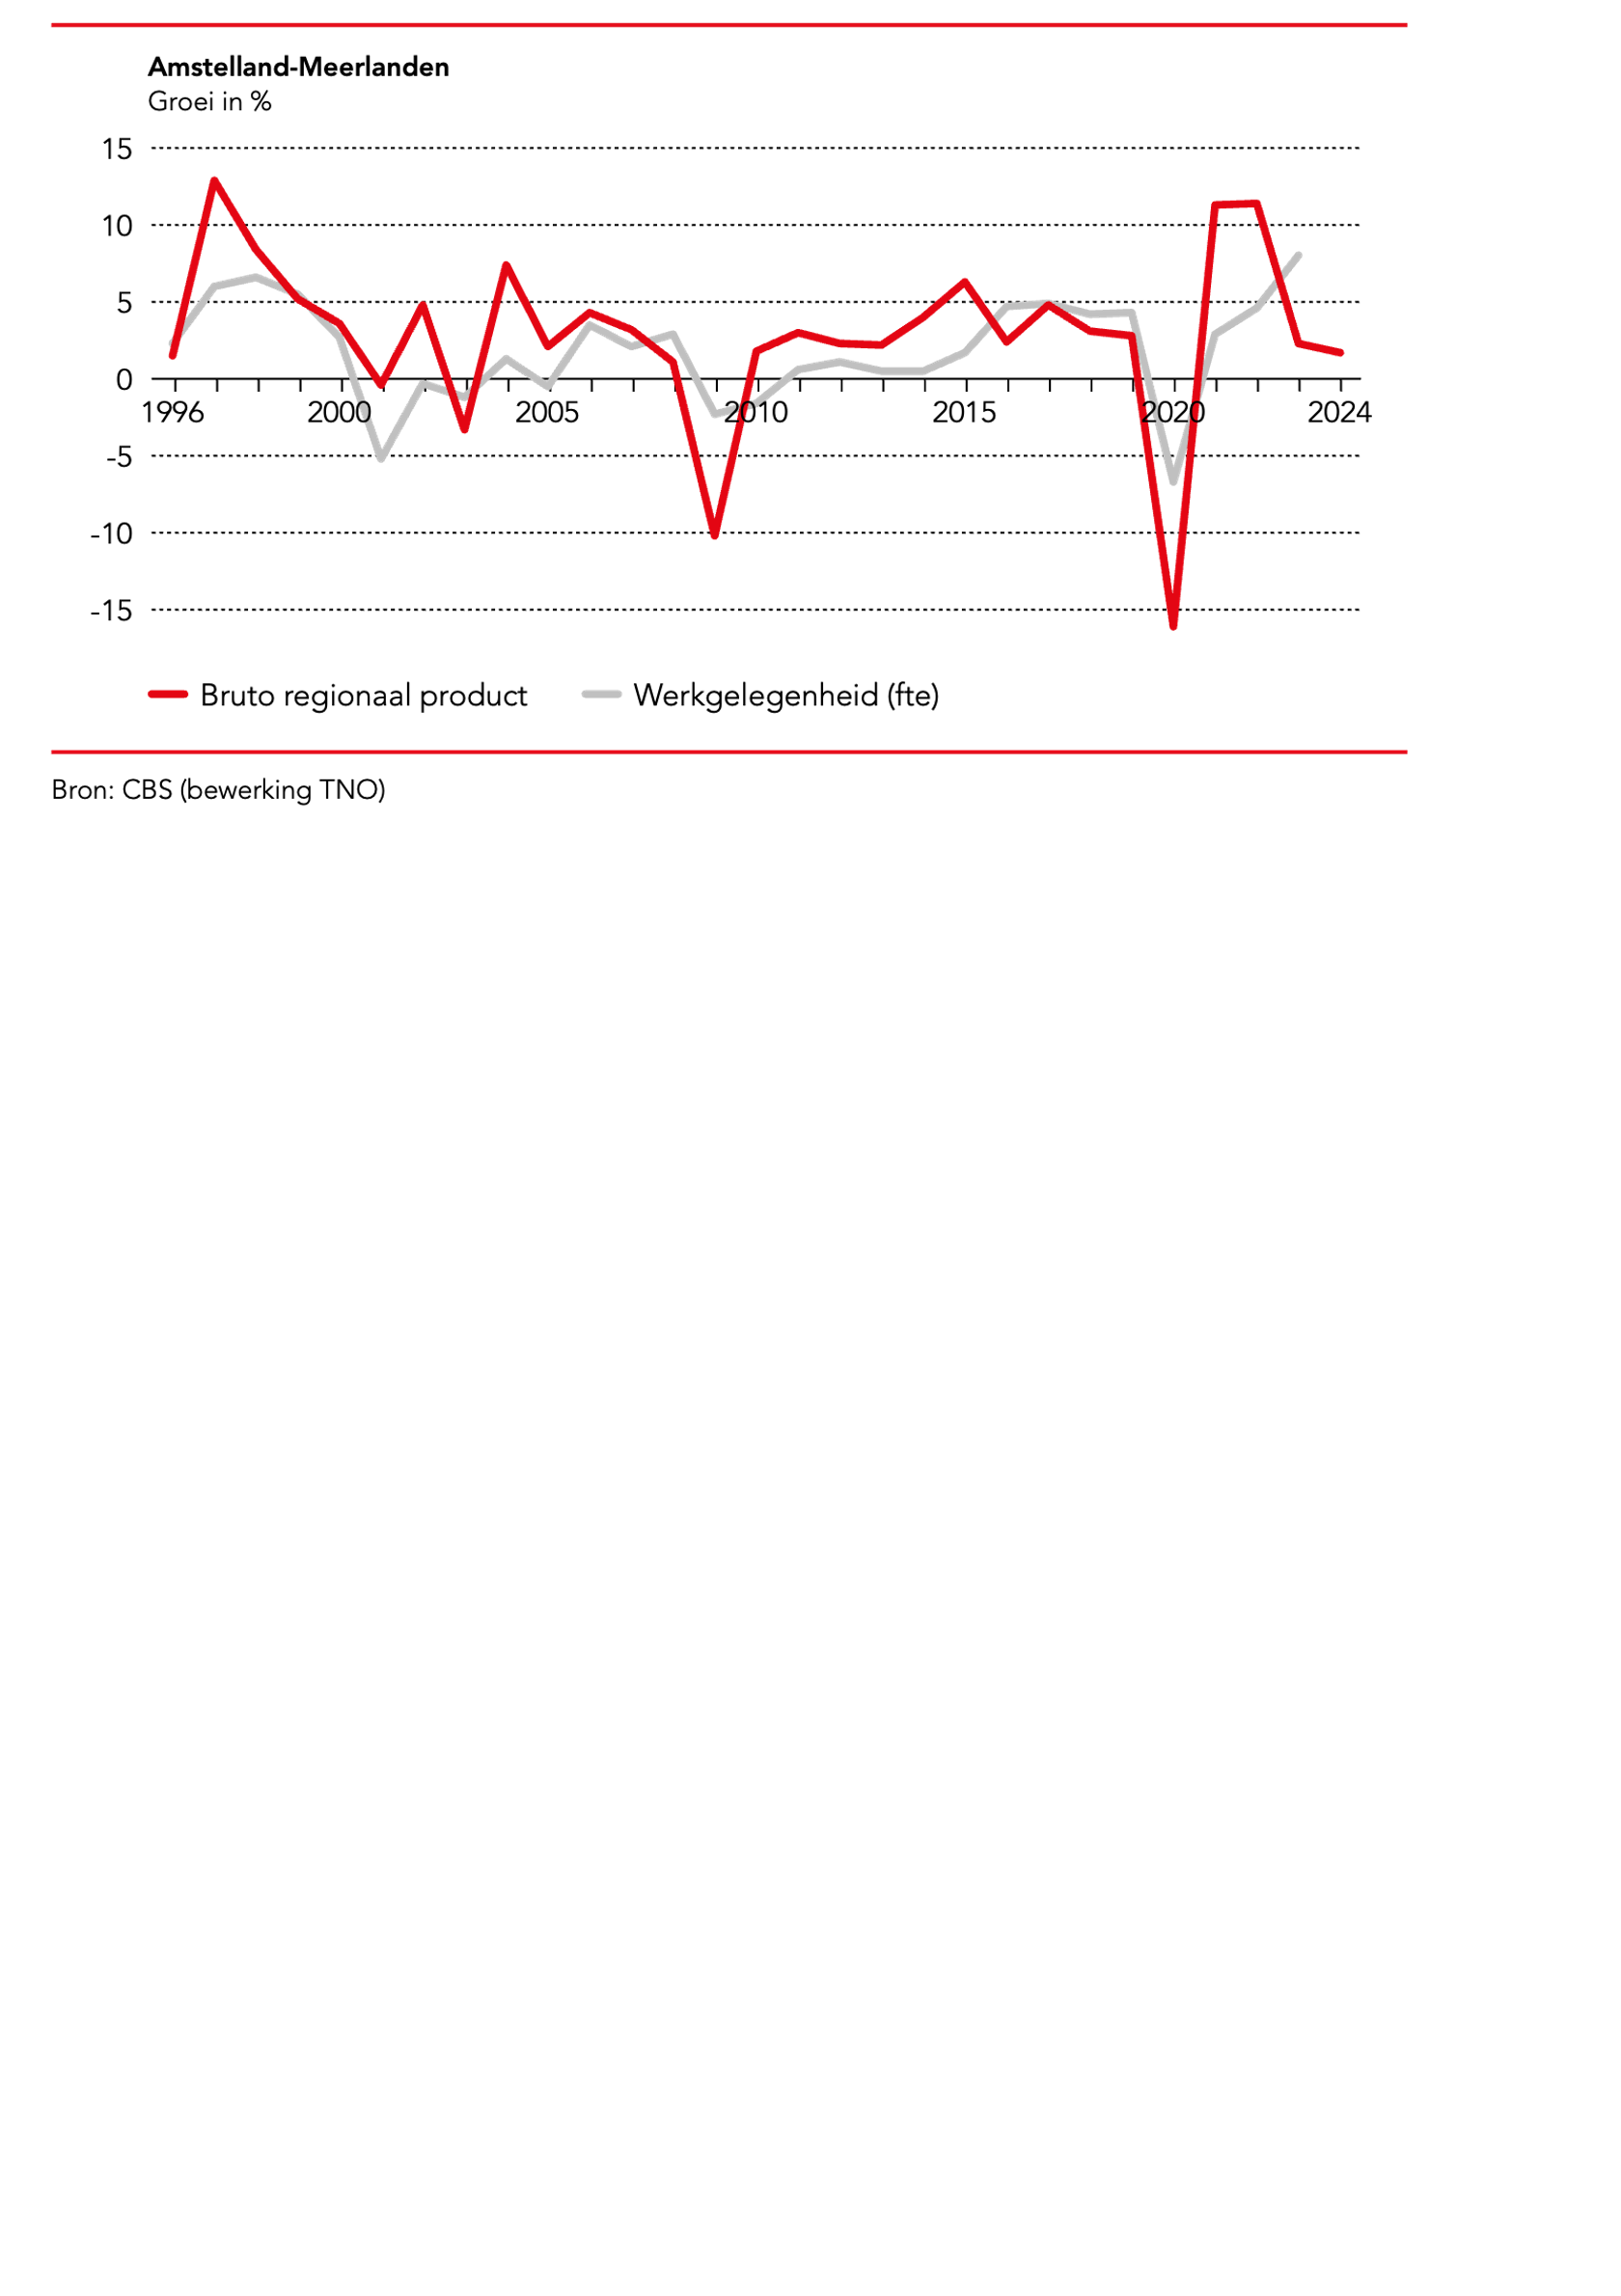 Amstelland-Meerlanden
Groei in %
15
10
5
0
1996 2000 2005 2010 2015 2020 2024
-5
-10
-15
Bruto regionaal product Werkgelegenheid (fte)
Bron: CBS (bewerking TNO)